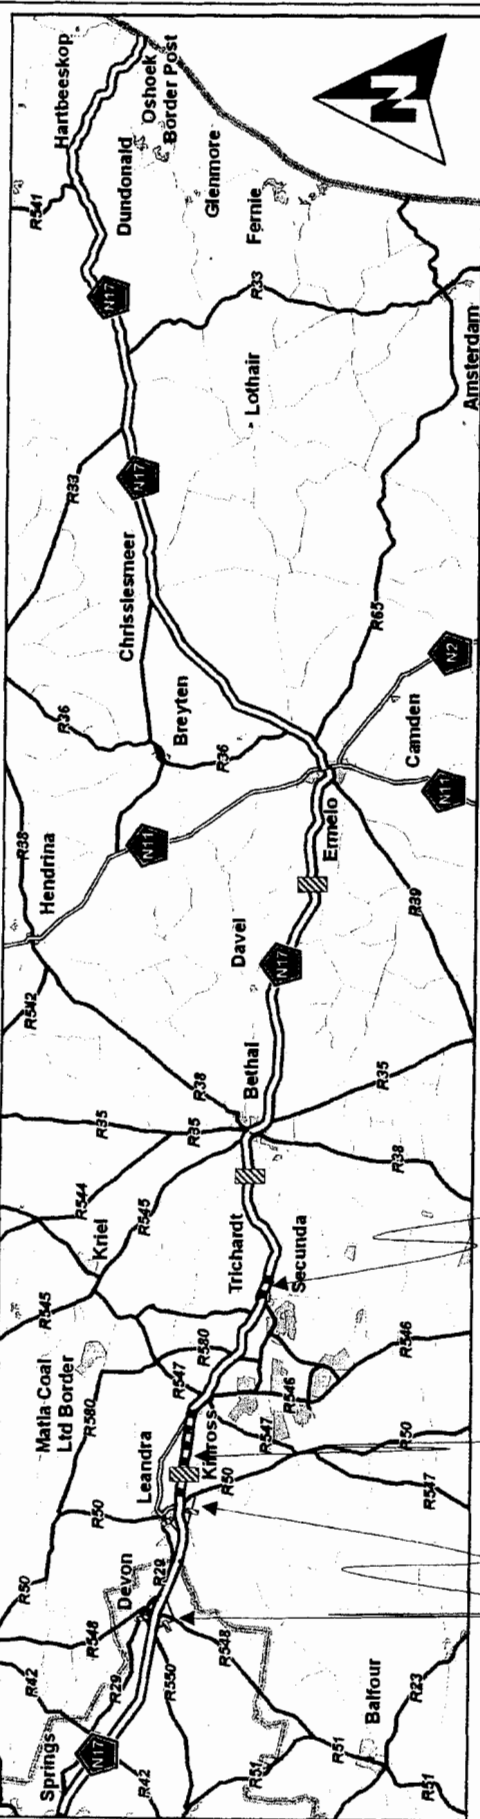 Hartbeeskop
Oshoek
Border Post
R541
Dundonald
Glenmore
Fernie
N
N17
R33
Lothair
Amsterdam
N17
R33
Chrissiesmeer
R65
N2
Camden
R36
Breyten
R36
N11
N11
Hendrina
R38
Ermelo
R39
Davel
N17
R542
R38
Bethal
R35
R35
R35
R38
R544
R545
Kriel
Trichardt
Secunda
R545
R580
R547
R546
R546
Matla-Coal
Ltd Border
R580
Kinross
R547
R50
R50
R547
Leandra
R50
R50
Devon
R29
R548
R548
R42
R29
R550
Springs
N17
R42
R51
R51
Balfour
R23
R51